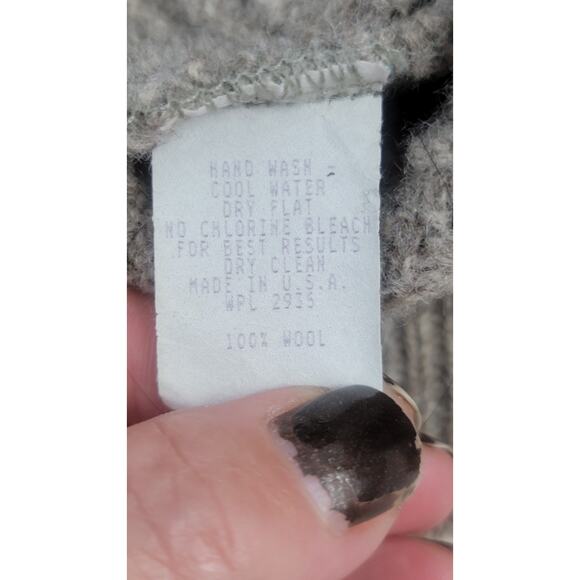 HAND WASH -
COOL WATER
DRY FLAT
NO CHLORINE BLEACH
FOR BEST RESULTS
DRY CLEAN
MADE IN U.S.A.
WPL 2935
100% WOOL